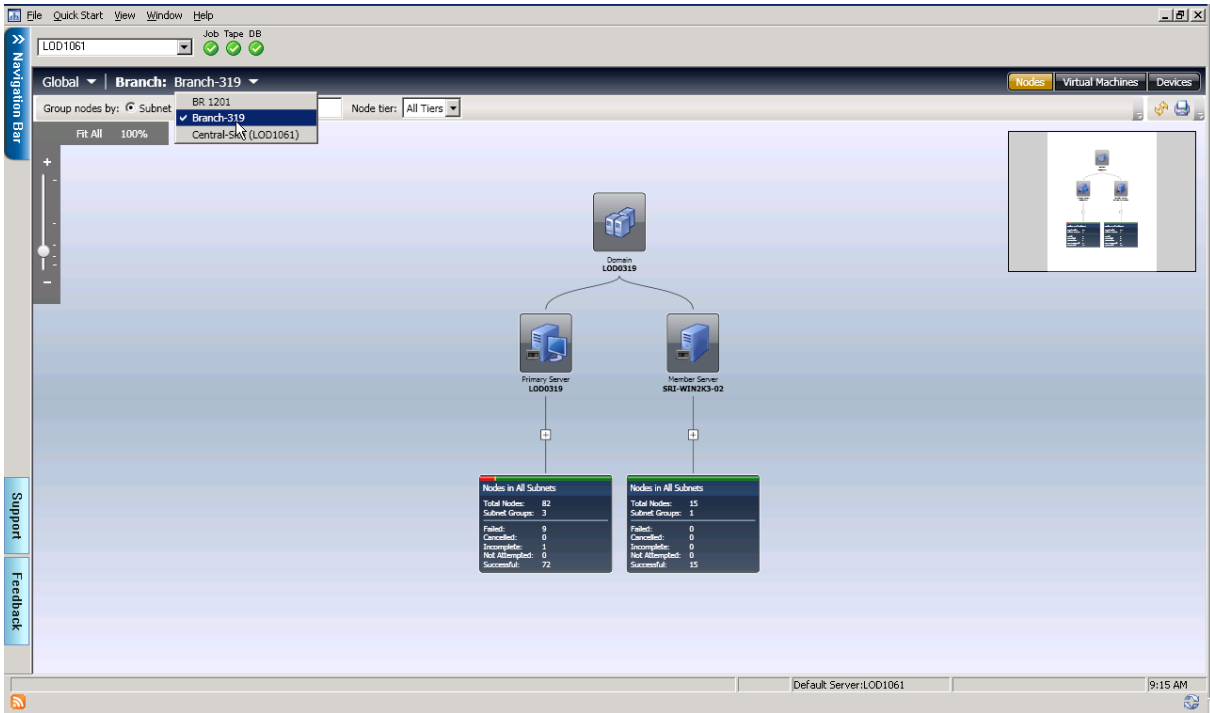 File Quick Start View Window Help
Job Tape DB
LOD1061
Global Branch: Branch-319 Nodes Virtual Machines Devices
BR 1201
Branch-319
Central-Sk (LOD1061)
Group nodes by: Subnet Node tier: All Tiers
Fit All 100%
Navigation Bar
Domain
LOD0319
Primary Server
LOD0319
Member Server
SRI-WIN2K3-02
Nodes in All Subnets
Total Nodes: 82
Subnet Groups: 3
Failed: 9
Cancelled: 0
Incomplete: 1
Not Attempted: 0
Successful: 72
Nodes in All Subnets
Total Nodes: 15
Subnet Groups: 1
Failed: 0
Cancelled: 0
Incomplete: 0
Not Attempted: 0
Successful: 15
Support
Feedback
Default Server:LOD1061 9:15 AM